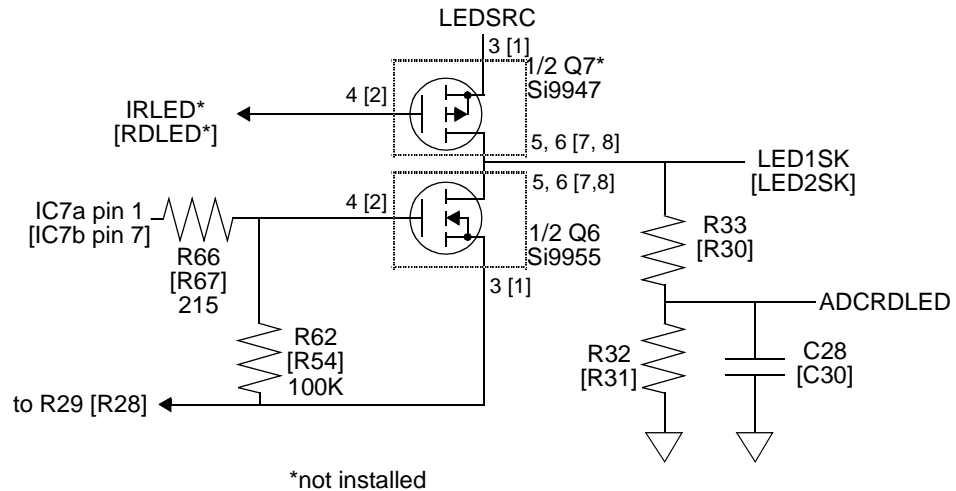 LEDSRC
3 [1]
1/2 Q7*
Si9947
4 [2]
IRLED*
[RDLED*]
5, 6 [7, 8]
LED1SK
[LED2SK]
5, 6 [7,8]
4 [2]
IC7a pin 1
[IC7b pin 7]
R66
[R67]
215
1/2 Q6
Si9955
3 [1]
R33
[R30]
ADCRDLED
R62
[R54]
100K
R32
[R31]
C28
[C30]
to R29 [R28]
*not installed